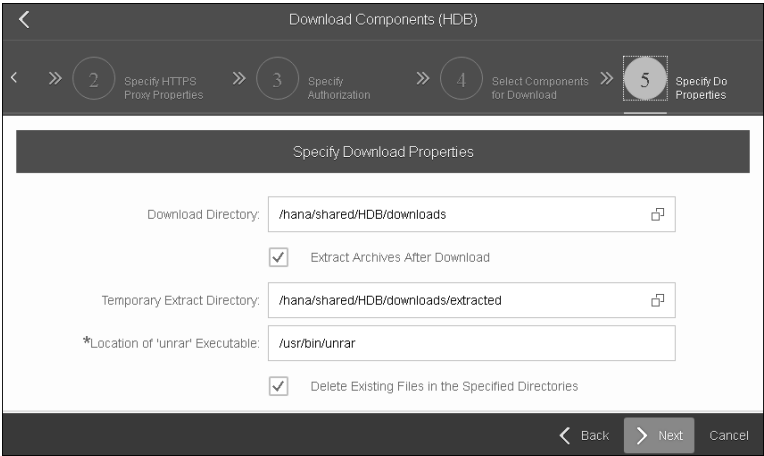 Download Components (HDB)
2 Specify HTTPS
Proxy Properties
3 Specify
Authorization
4 Select Components
for Download
5 Specify Do
Properties
Specify Download Properties
Download Directory: /hana/shared/HDB/downloads
Extract Archives After Download
Temporary Extract Directory: /hana/shared/HDB/downloads/extracted
*Location of 'unrar' Executable: /usr/bin/unrar
Delete Existing Files in the Specified Directories
Back Next Cancel